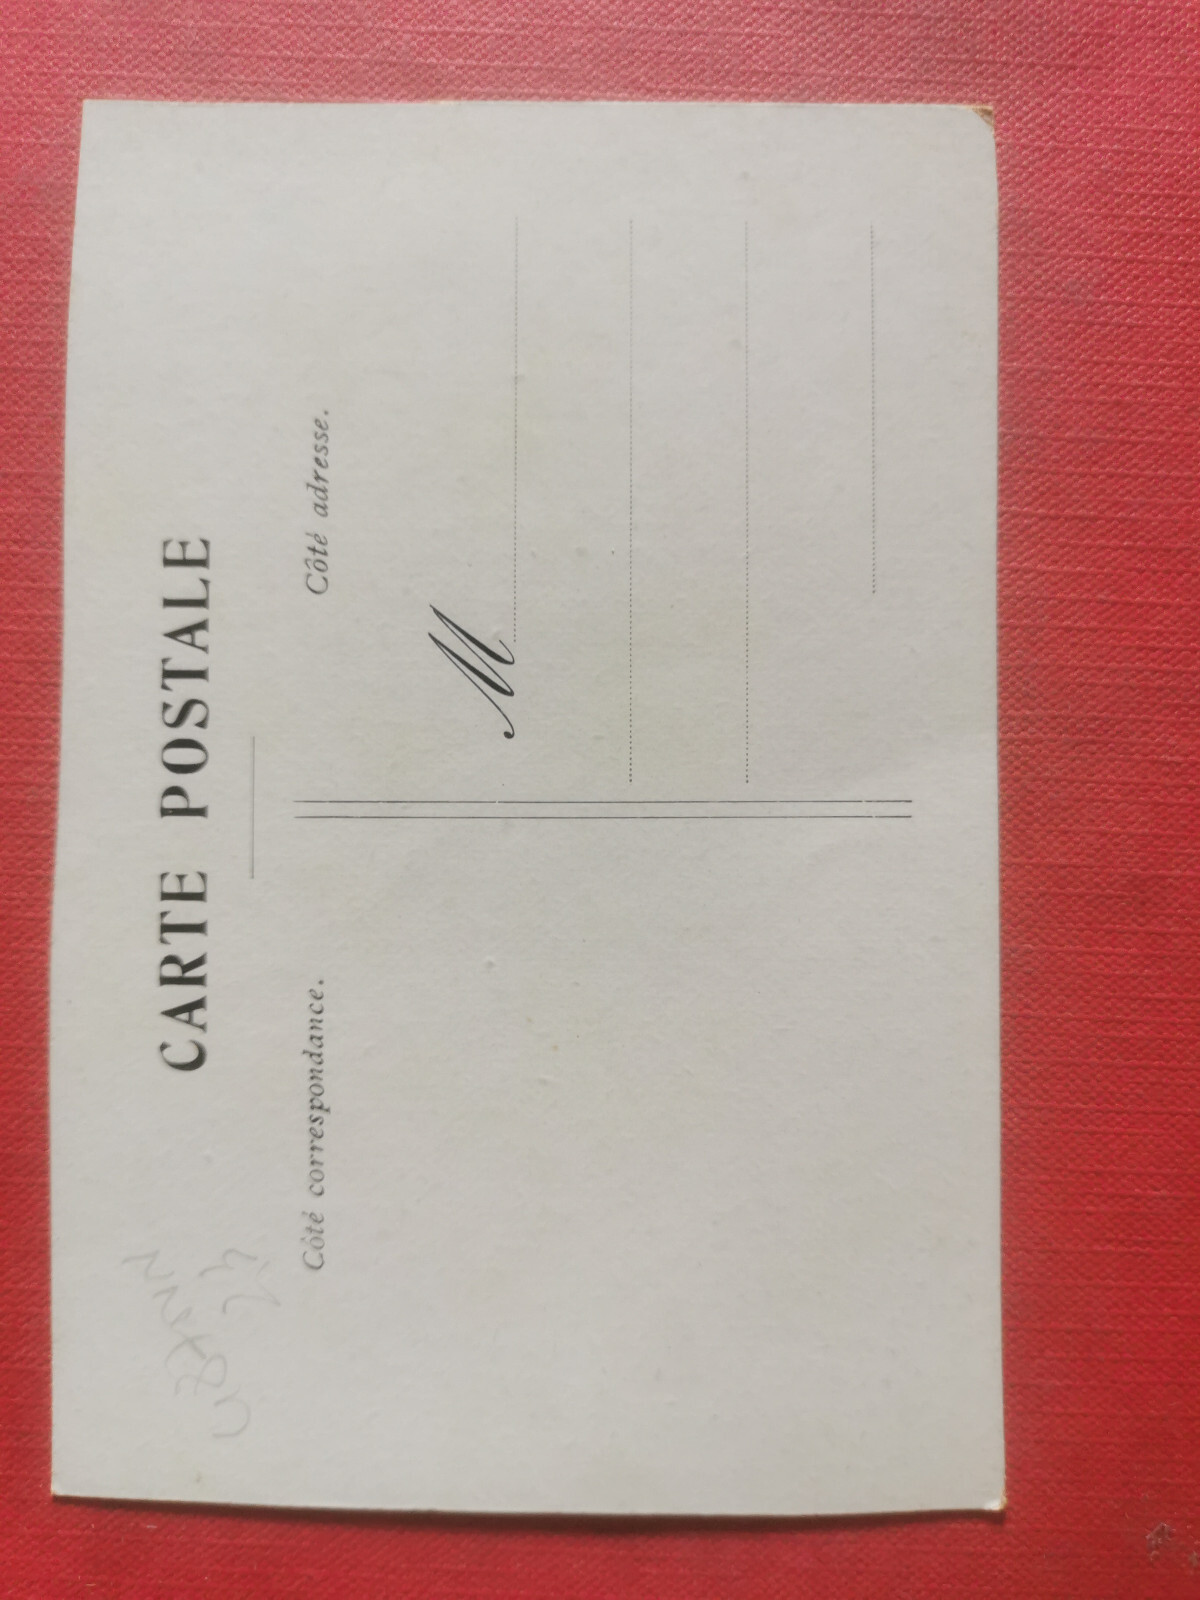 CARTE POSTALE
Côté correspondance.
Côté adresse.
M